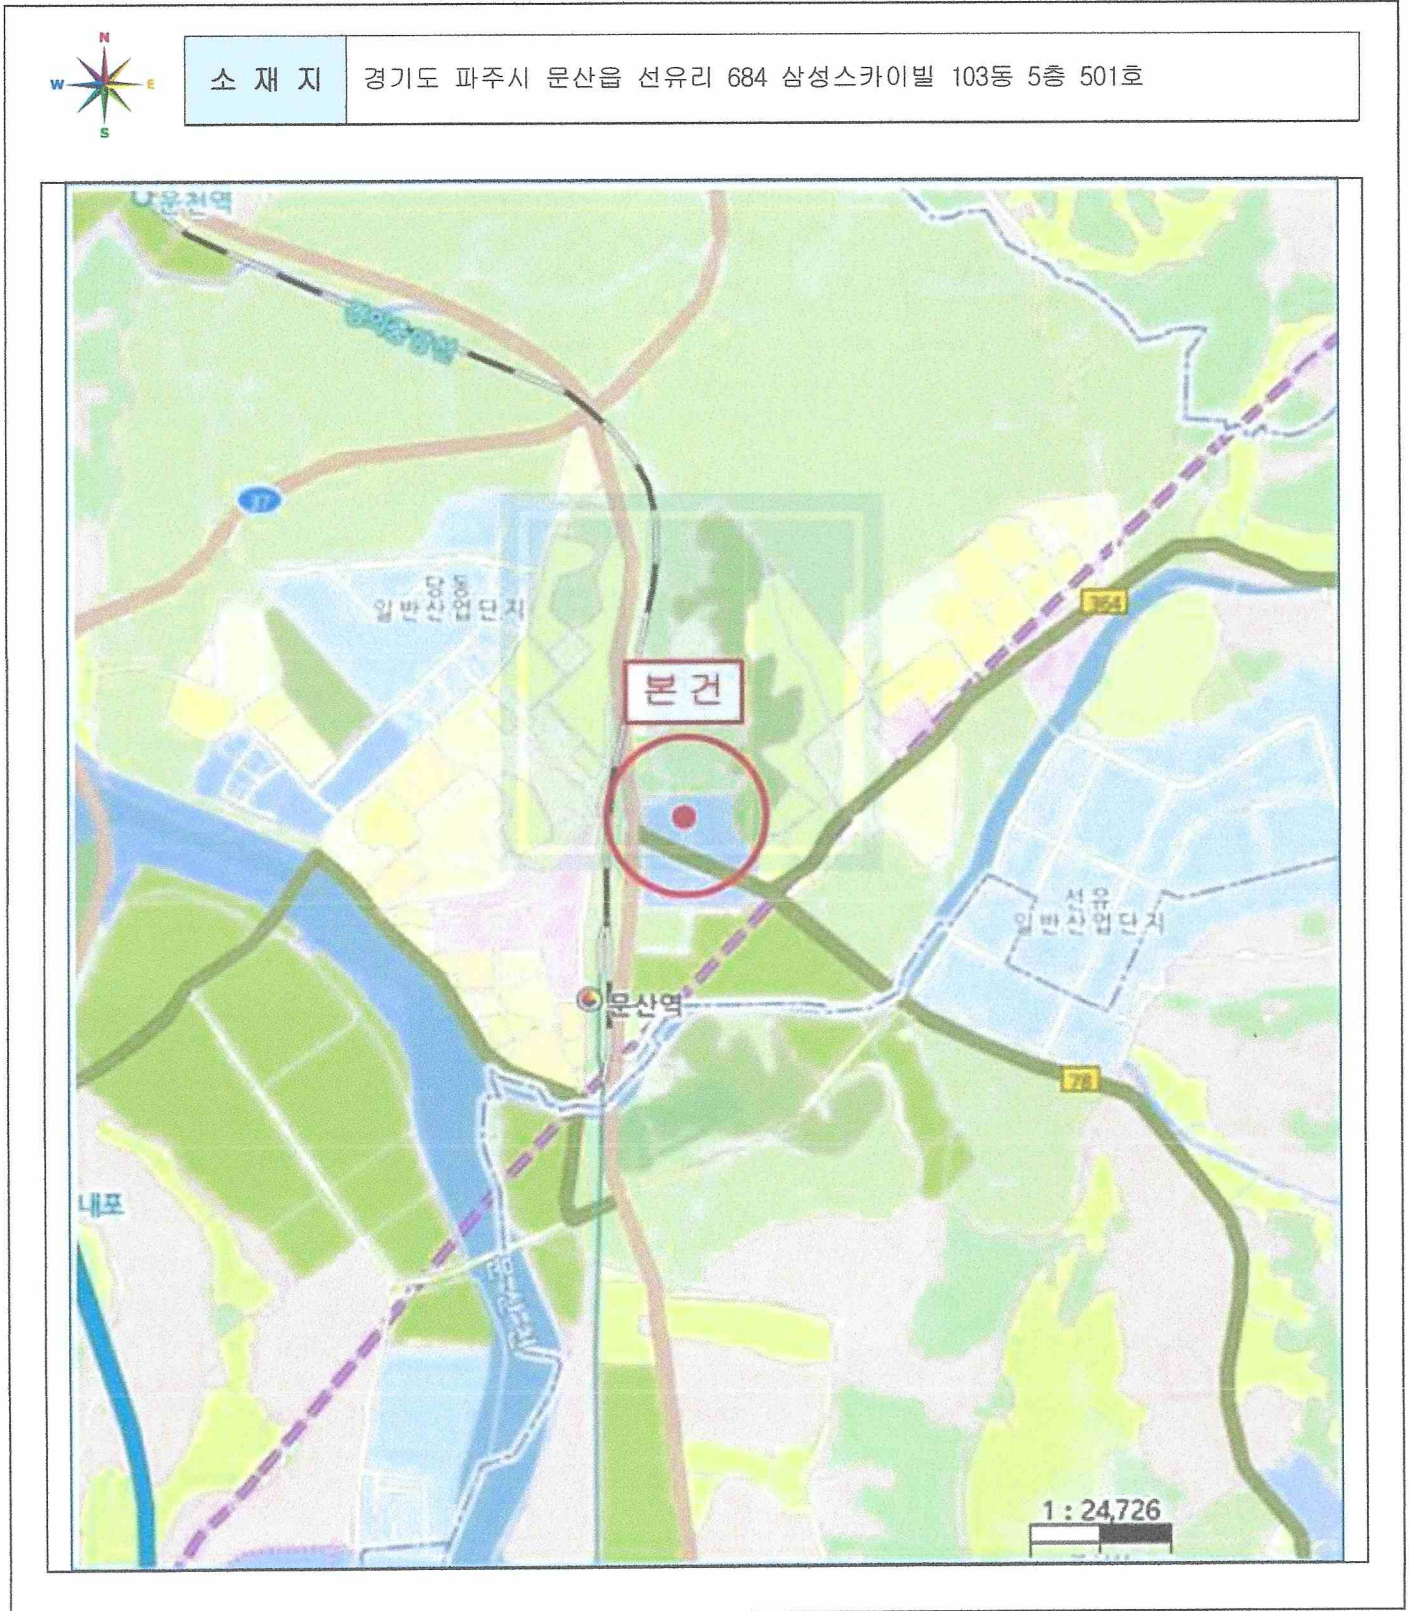 N
W
E
S
소 재 지
경기도 파주시 문산읍 선유리 684 삼성스카이빌 103동 5층 501호
운천역
37
당동
일반산업단지
364
본 건
선유
일반산업단지
문산역
78
내포
문산천
1 : 24,726